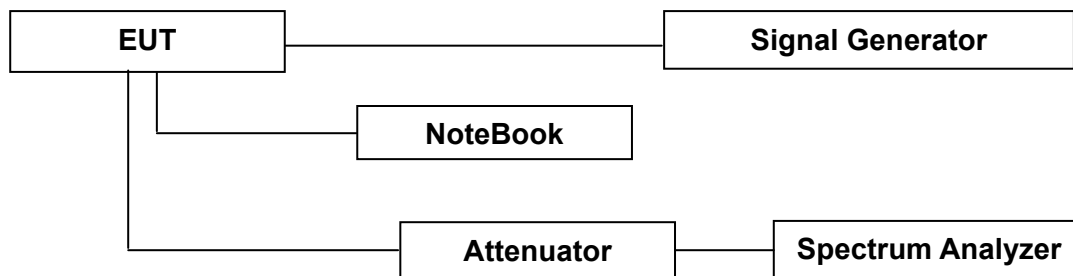 EUT
Signal Generator
NoteBook
Attenuator
Spectrum Analyzer